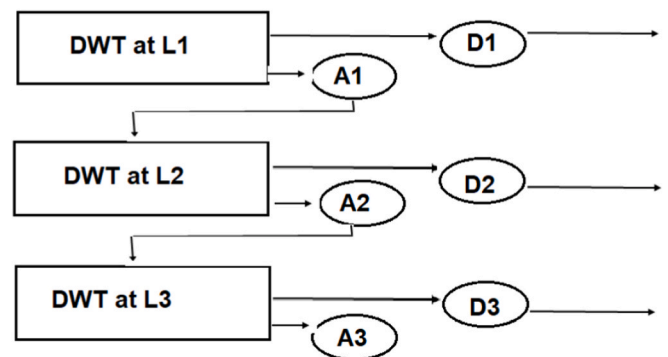 DWT at L1
D1
A1
DWT at L2
D2
A2
DWT at L3
D3
A3